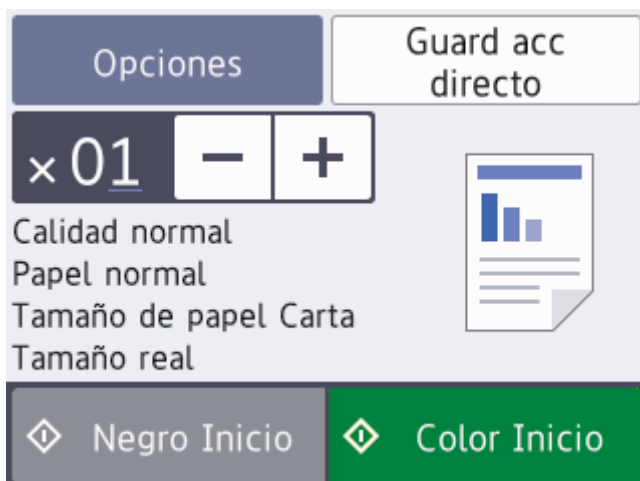 Opciones
Guard acc
directo
×01
− +
Calidad normal
Papel normal
Tamaño de papel Carta
Tamaño real
Negro Inicio
Color Inicio